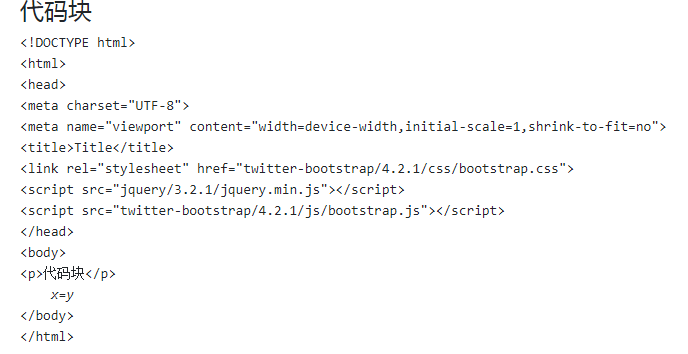 代码块
<!DOCTYPE html>
<html>
<head>
<meta charset="UTF-8">
<meta name="viewport" content="width=device-width,initial-scale=1,shrink-to-fit=no">
<title>Title</title>
<link rel="stylesheet" href="twitter-bootstrap/4.2.1/css/bootstrap.css">
<script src="jquery/3.2.1/jquery.min.js"></script>
<script src="twitter-bootstrap/4.2.1/js/bootstrap.js"></script>
</head>
<body>
<p>代码块</p>
x=y
</body>
</html>